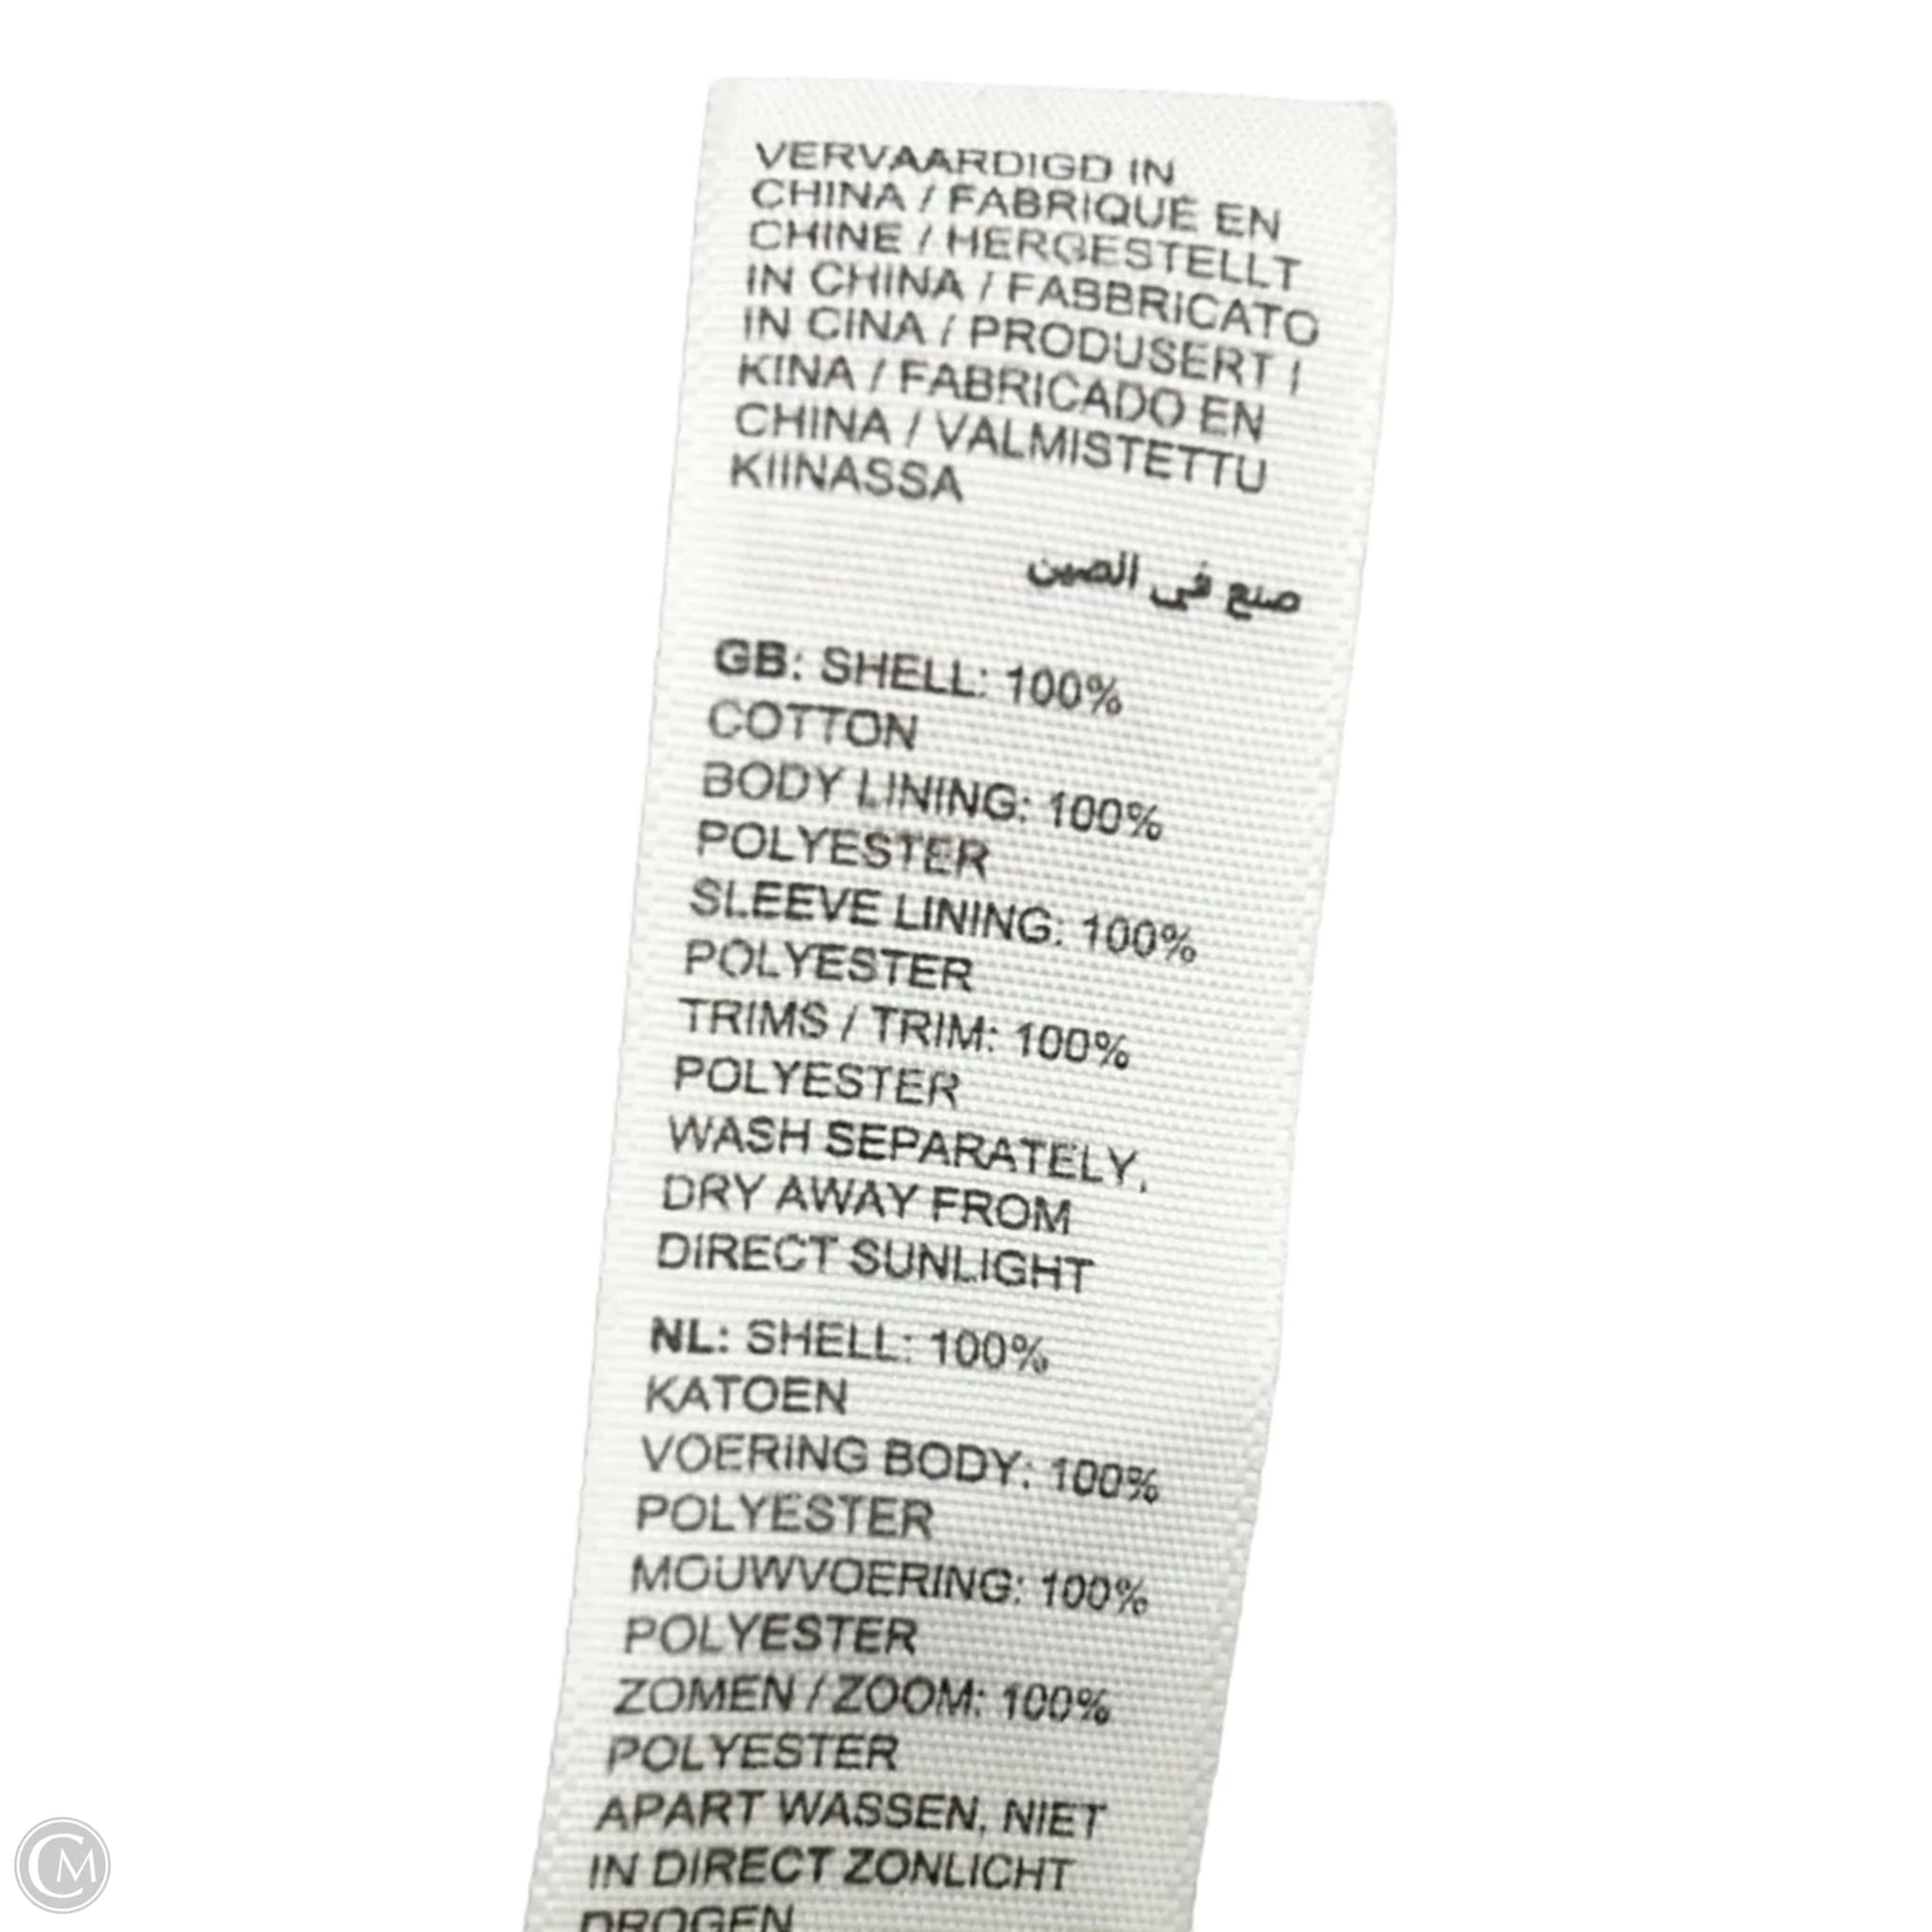 VERVAARDIGD IN
CHINA / FABRIQUÉ EN
CHINE / HERGESTELLT
IN CHINA / FABBRICATO
IN CINA / PRODUSERT I
KINA / FABRICADO EN
CHINA / VALMISTETTU
KIINASSA
صنع في الصين
GB: SHELL: 100%
COTTON
BODY LINING: 100%
POLYESTER
SLEEVE LINING: 100%
POLYESTER
TRIMS / TRIM: 100%
POLYESTER
WASH SEPARATELY,
DRY AWAY FROM
DIRECT SUNLIGHT
NL: SHELL: 100%
KATOEN
VOERING BODY: 100%
POLYESTER
MOUWVOERING: 100%
POLYESTER
ZOMEN / ZOOM: 100%
POLYESTER
APART WASSEN, NIET
IN DIRECT ZONLICHT
DROGEN
CM